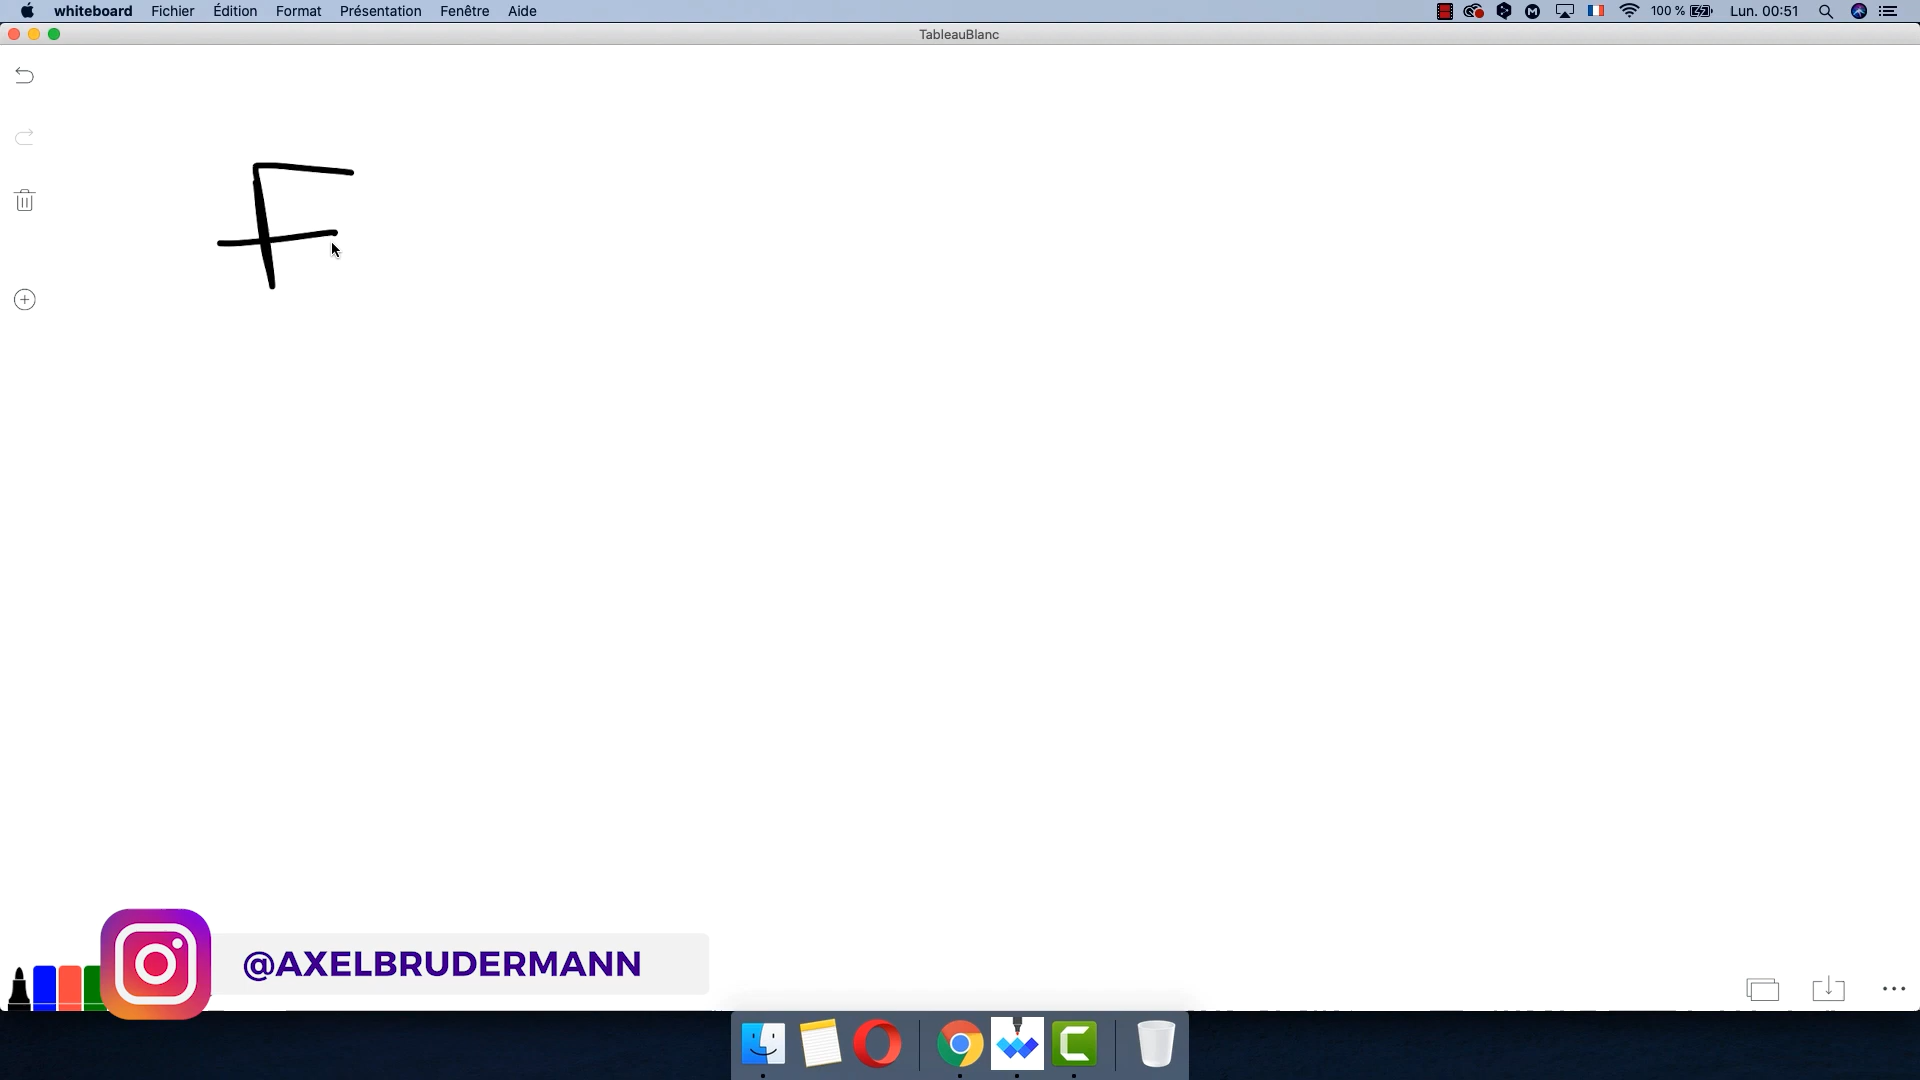 whiteboard Fichier Édition Format Présentation Fenêtre Aide 100 % Lun. 00:51
TableauBlanc
F
@AXELBRUDERMANN